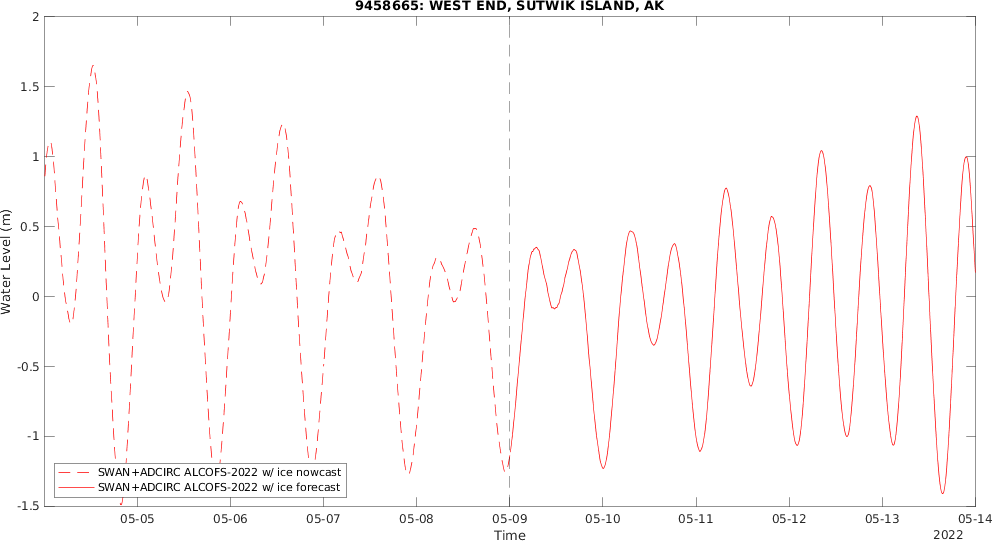 9458665: WEST END, SUTWIK ISLAND, AK
2
1.5
1
0.5
0
-0.5
-1
-1.5
Water Level (m)
SWAN+ADCIRC ALCOFS-2022 w/ ice nowcast
SWAN+ADCIRC ALCOFS-2022 w/ ice forecast
05-05 05-06 05-07 05-08 05-09 05-10 05-11 05-12 05-13 05-14
Time
2022